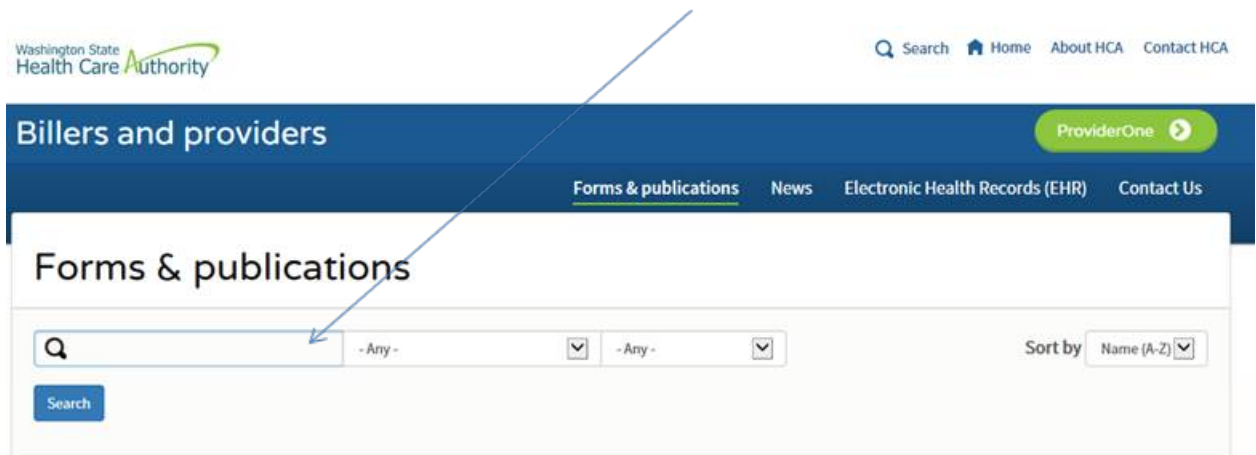 Washington State
Health Care Authority
Search Home About HCA Contact HCA
Billers and providers
ProviderOne
Forms & publications News Electronic Health Records (EHR) Contact Us
Forms & publications
- Any - - Any - Sort by Name (A-Z)
Search